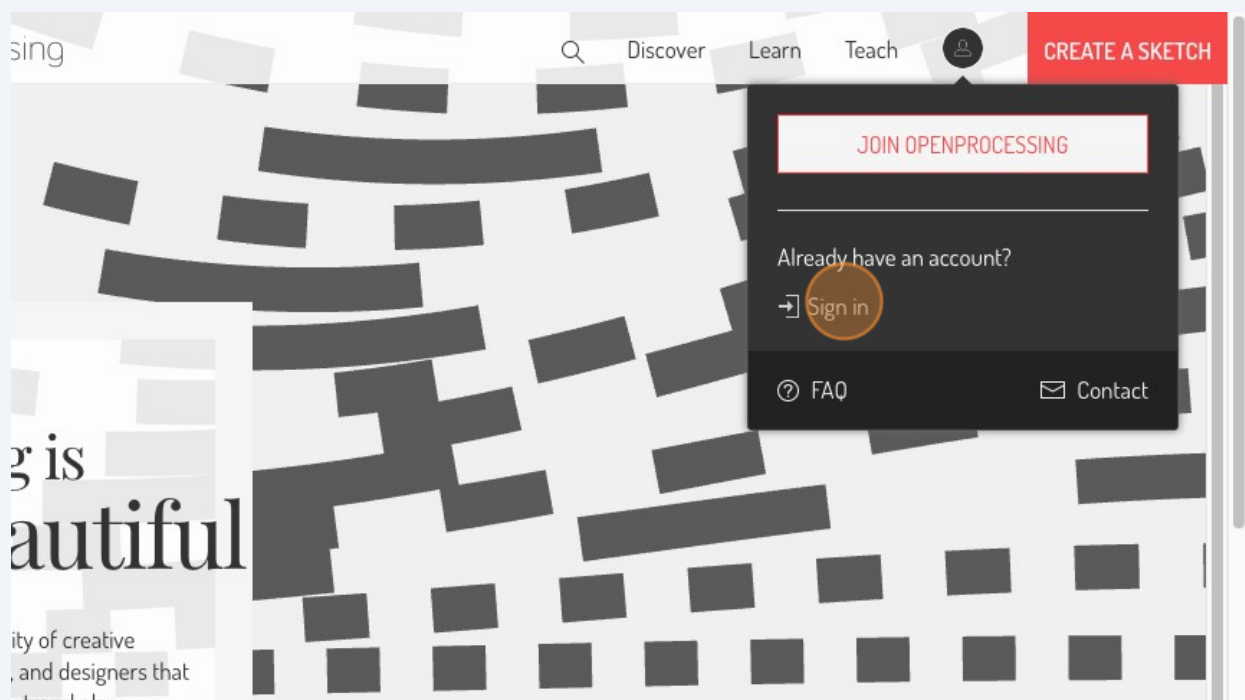 sing
Discover
Learn
Teach
CREATE A SKETCH
JOIN OPENPROCESSING
Already have an account?
Sign in
FAQ
Contact
g is
autiful
ity of creative
, and designers that